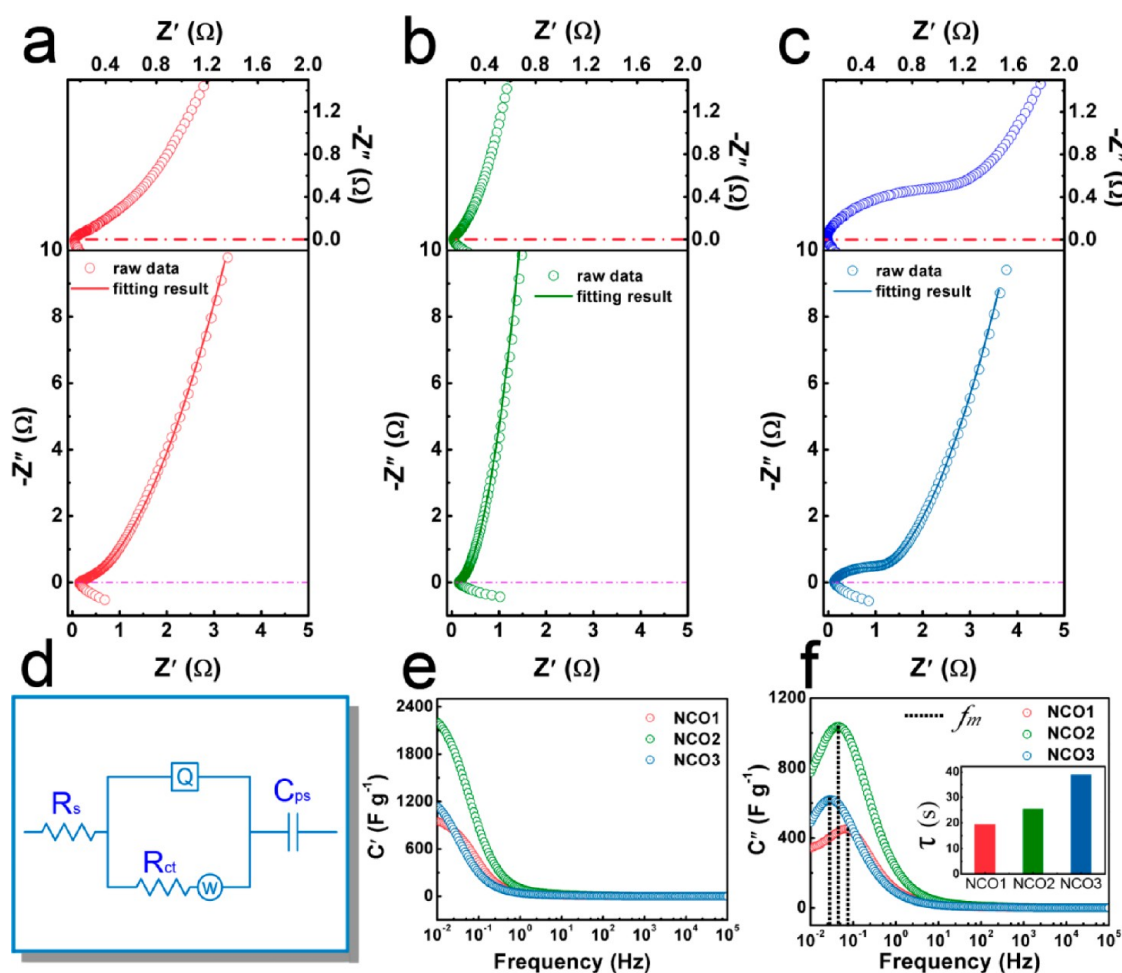 a
Z′ (Ω)
0.4 0.8 1.2 1.6 2.0
1.2
0.8
0.4
0.0
-Z″ (Ω)
10
8
6
4
2
0
-Z″ (Ω)
raw data
fitting result
0 1 2 3 4 5
Z′ (Ω)
b
Z′ (Ω)
0.4 0.8 1.2 1.6 2.0
1.2
0.8
0.4
0.0
-Z″ (Ω)
10
8
6
4
2
0
-Z″ (Ω)
raw data
fitting result
0 1 2 3 4 5
Z′ (Ω)
c
Z′ (Ω)
0.4 0.8 1.2 1.6 2.0
1.2
0.8
0.4
0.0
-Z″ (Ω)
10
8
6
4
2
0
-Z″ (Ω)
raw data
fitting result
0 1 2 3 4 5
Z′ (Ω)
d
Rs
Q
Rct
W
Cps
e
2400
1800
1200
600
0
C′ (F g⁻¹)
NCO1
NCO2
NCO3
10⁻² 10⁻¹ 10⁰ 10¹ 10² 10³ 10⁴ 10⁵
Frequency (Hz)
f
1200
800
400
0
C″ (F g⁻¹)
fm
NCO1
NCO2
NCO3
40
30
20
10
0
τ (s)
NCO1 NCO2 NCO3
10⁻² 10⁻¹ 10⁰ 10¹ 10² 10³ 10⁴ 10⁵
Frequency (Hz)